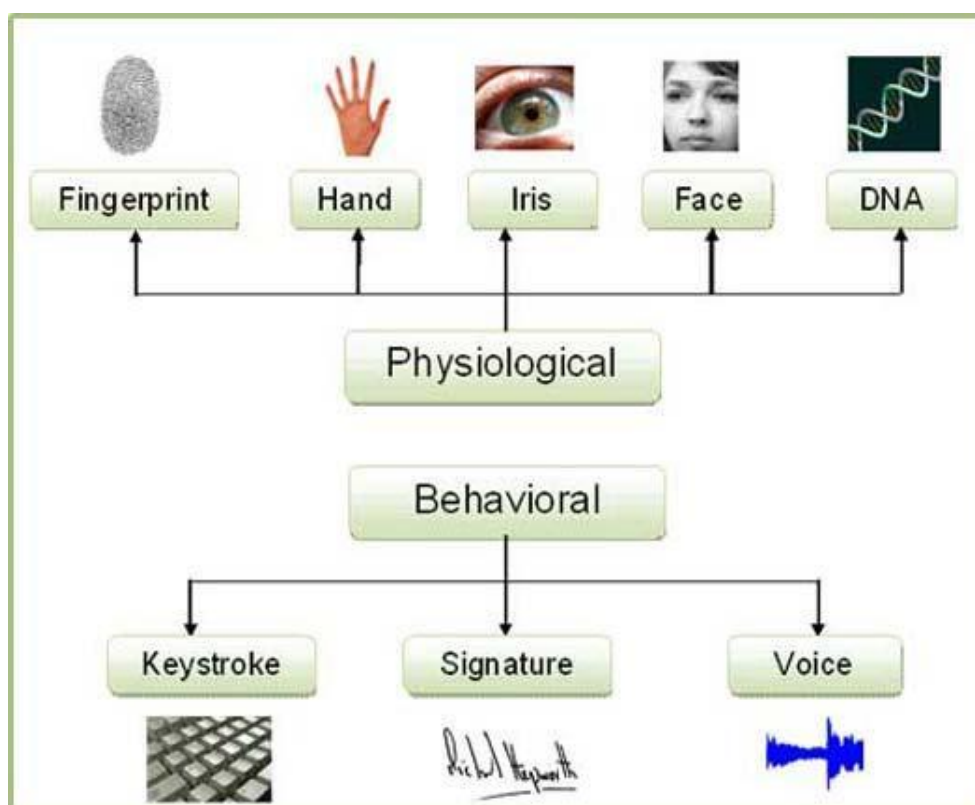 Fingerprint
Hand
Iris
Face
DNA
Physiological
Behavioral
Keystroke
Signature
Voice